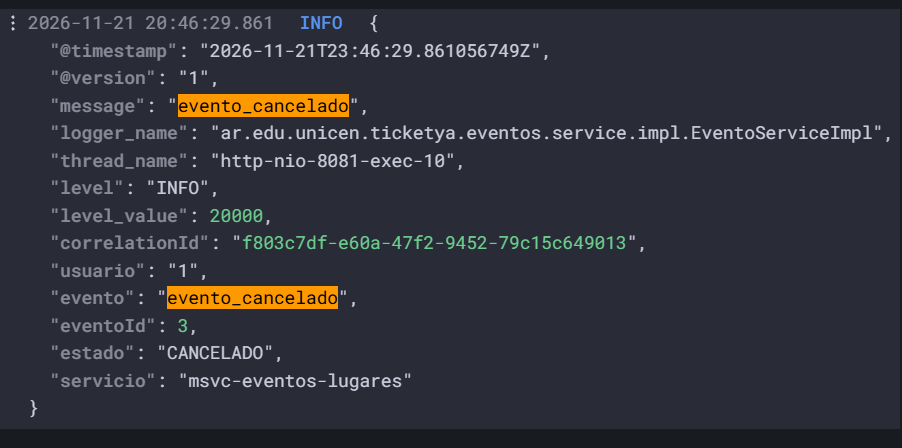 2026-11-21 20:46:29.861 INFO {
"@timestamp": "2026-11-21T23:46:29.861056749Z",
"@version": "1",
"message": "evento_cancelado",
"logger_name": "ar.edu.unicen.ticketya.eventos.service.impl.EventoServiceImpl",
"thread_name": "http-nio-8081-exec-10",
"level": "INFO",
"level_value": 20000,
"correlationId": "f803c7df-e60a-47f2-9452-79c15c649013",
"usuario": "1",
"evento": "evento_cancelado",
"eventoId": 3,
"estado": "CANCELADO",
"servicio": "msvc-eventos-lugares"
}